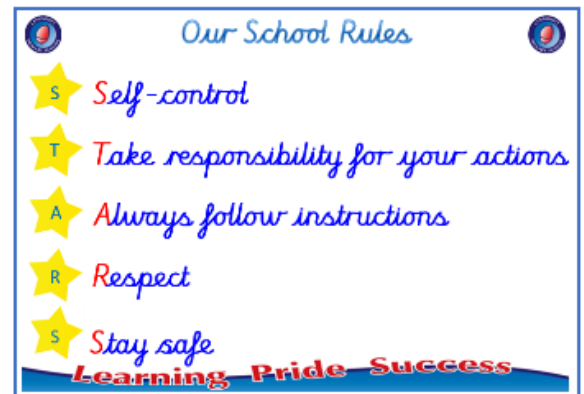 Our School Rules
S Self-control
T Take responsibility for your actions
A Always follow instructions
R Respect
S Stay safe
Learning Pride Success